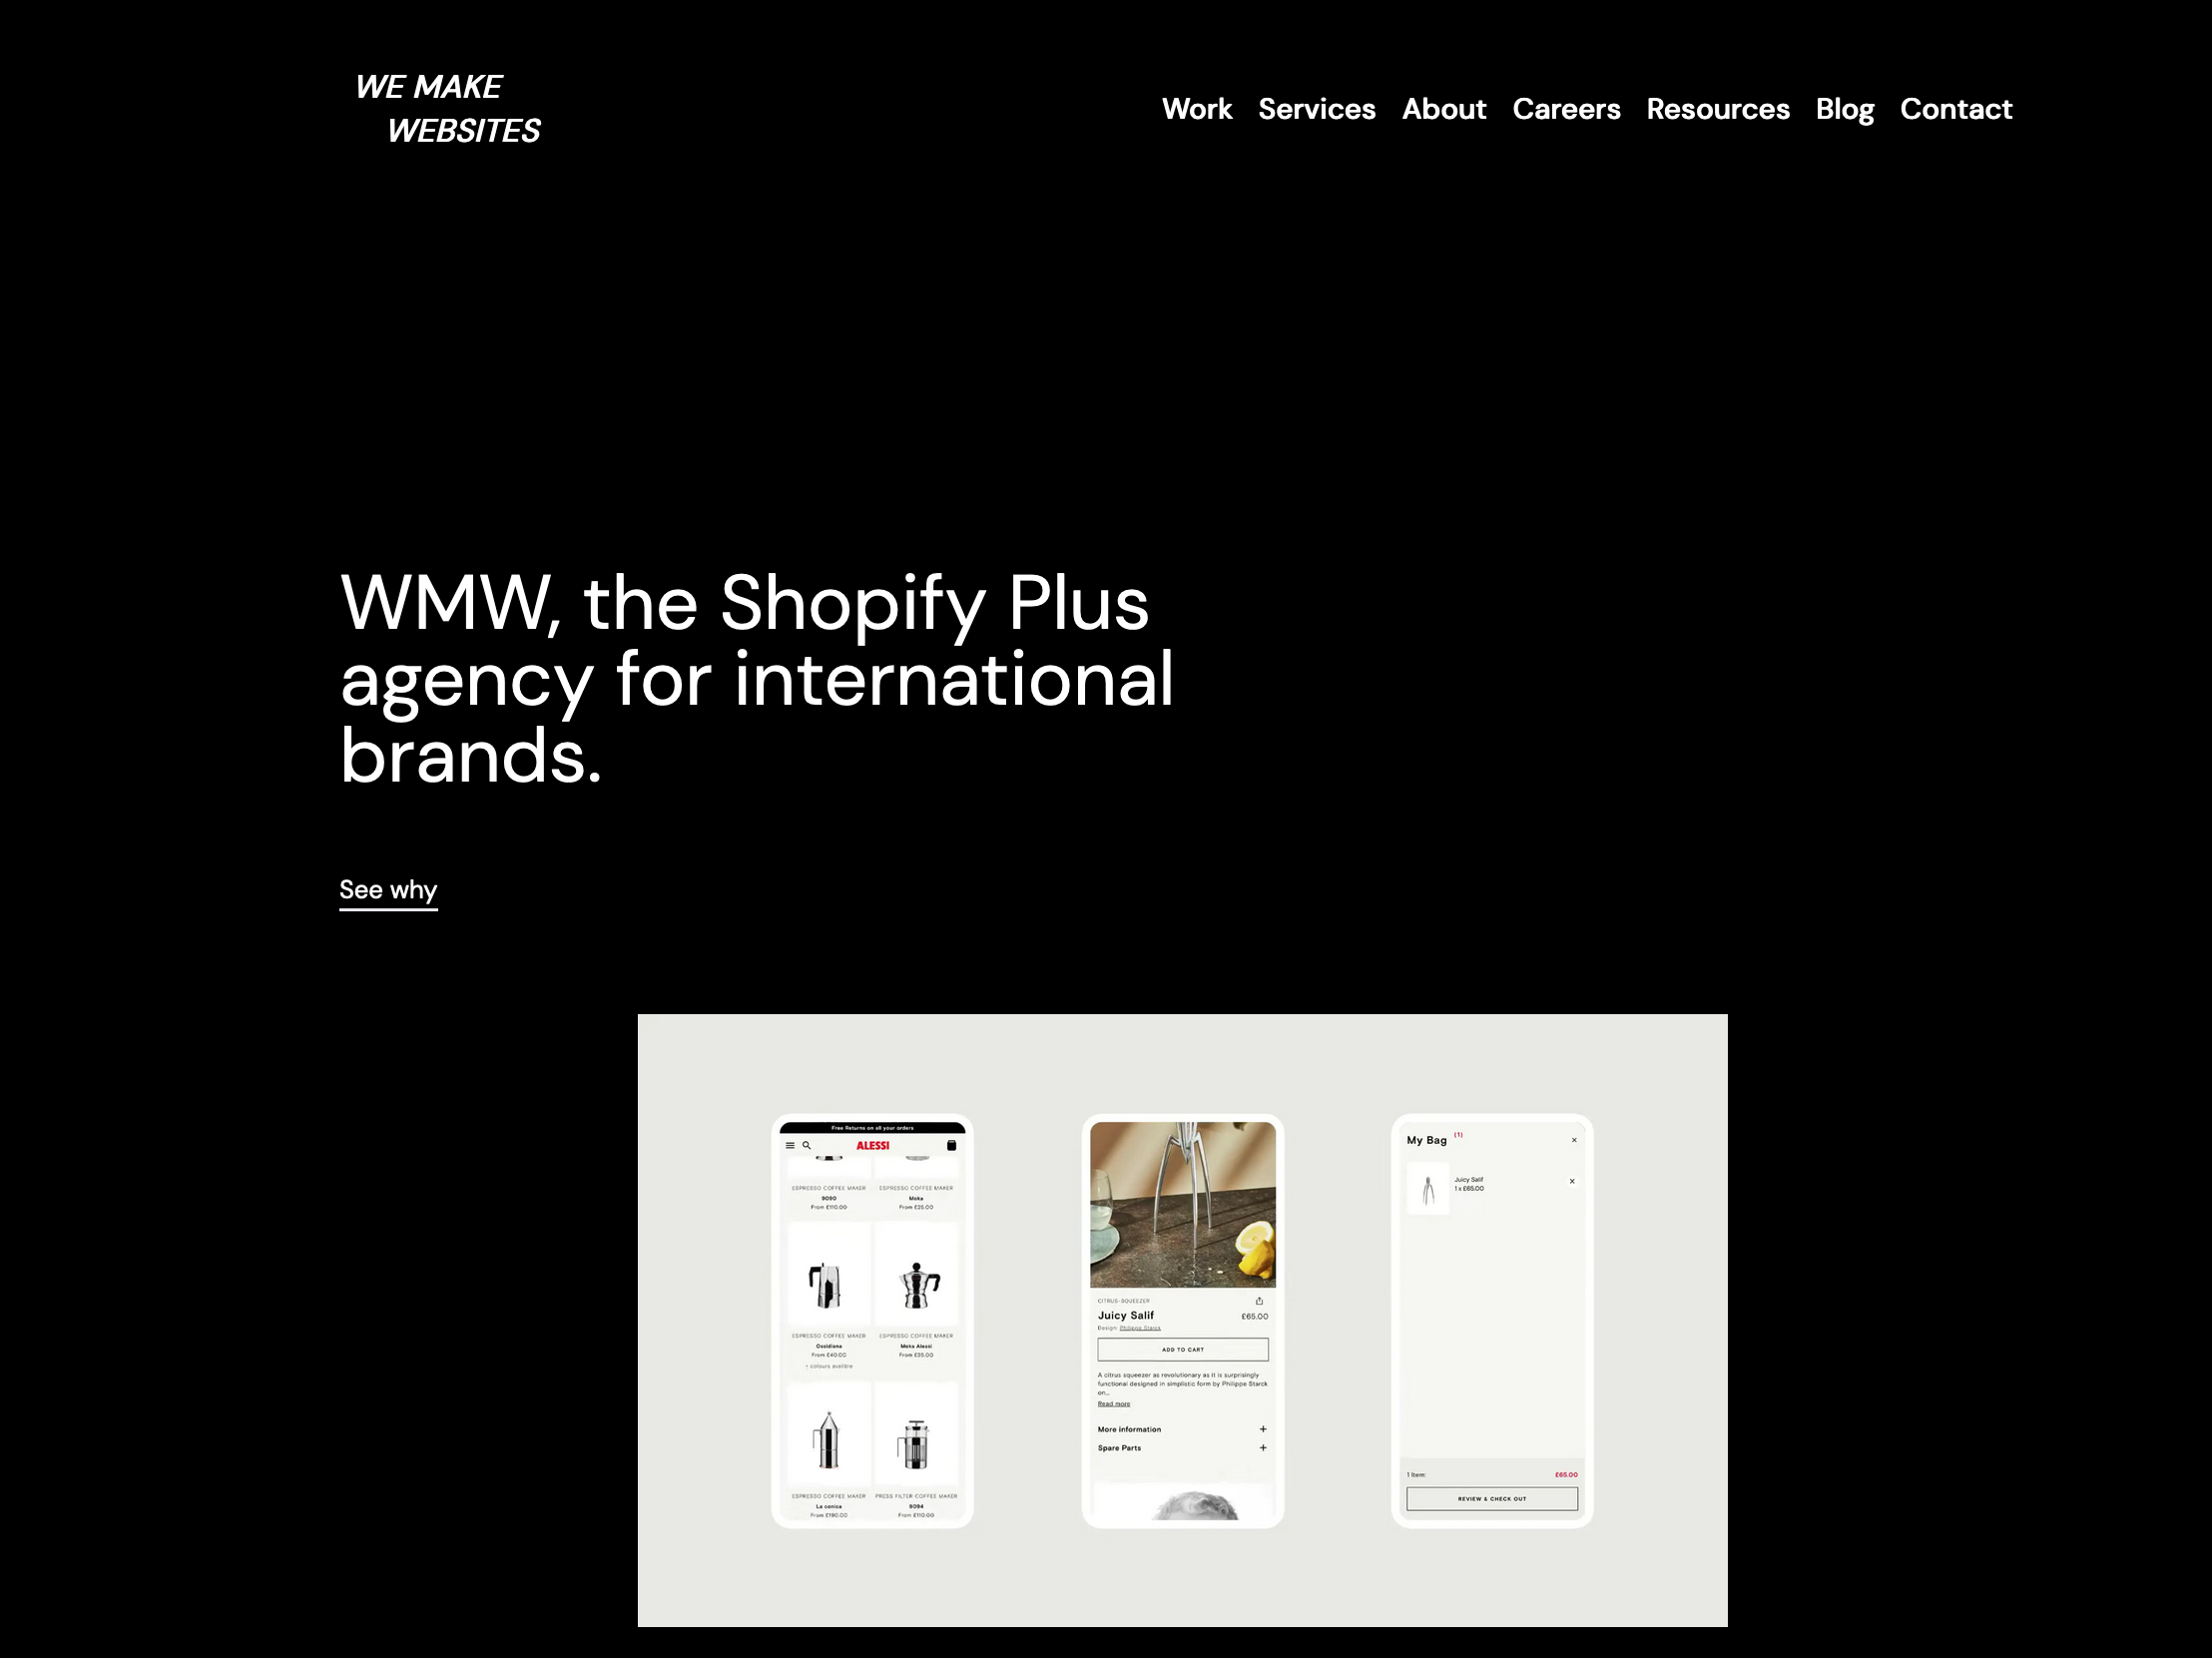 WE MAKE
WEBSITES
Work Services About Careers Resources Blog Contact
WMW, the Shopify Plus
agency for international
brands.
See why
Free Returns on all your orders
ALESSI
ESPRESSO COFFEE MAKER ESPRESSO COFFEE MAKER
9090 Moka
From £110.00 From £25.00
ESPRESSO COFFEE MAKER ESPRESSO COFFEE MAKER
Ossidiana Moka Alessi
From £40.00 From £35.00
ESPRESSO COFFEE MAKER PRESS FILTER COFFEE MAKER
La conica 9094
From £190.00 From £110.00
CITRUS-SQUEEZER
Juicy Salif £65.00
Design: Philippe Starck
ADD TO CART
A citrus squeezer as revolutionary as it is surprisingly
functional designed in simplistic form by Philippe Starck
on...
Read more
More information +
Spare Parts +
My Bag (1)
Juicy Salif
1 x £65.00
1 Item: £65.00
REVIEW & CHECK OUT